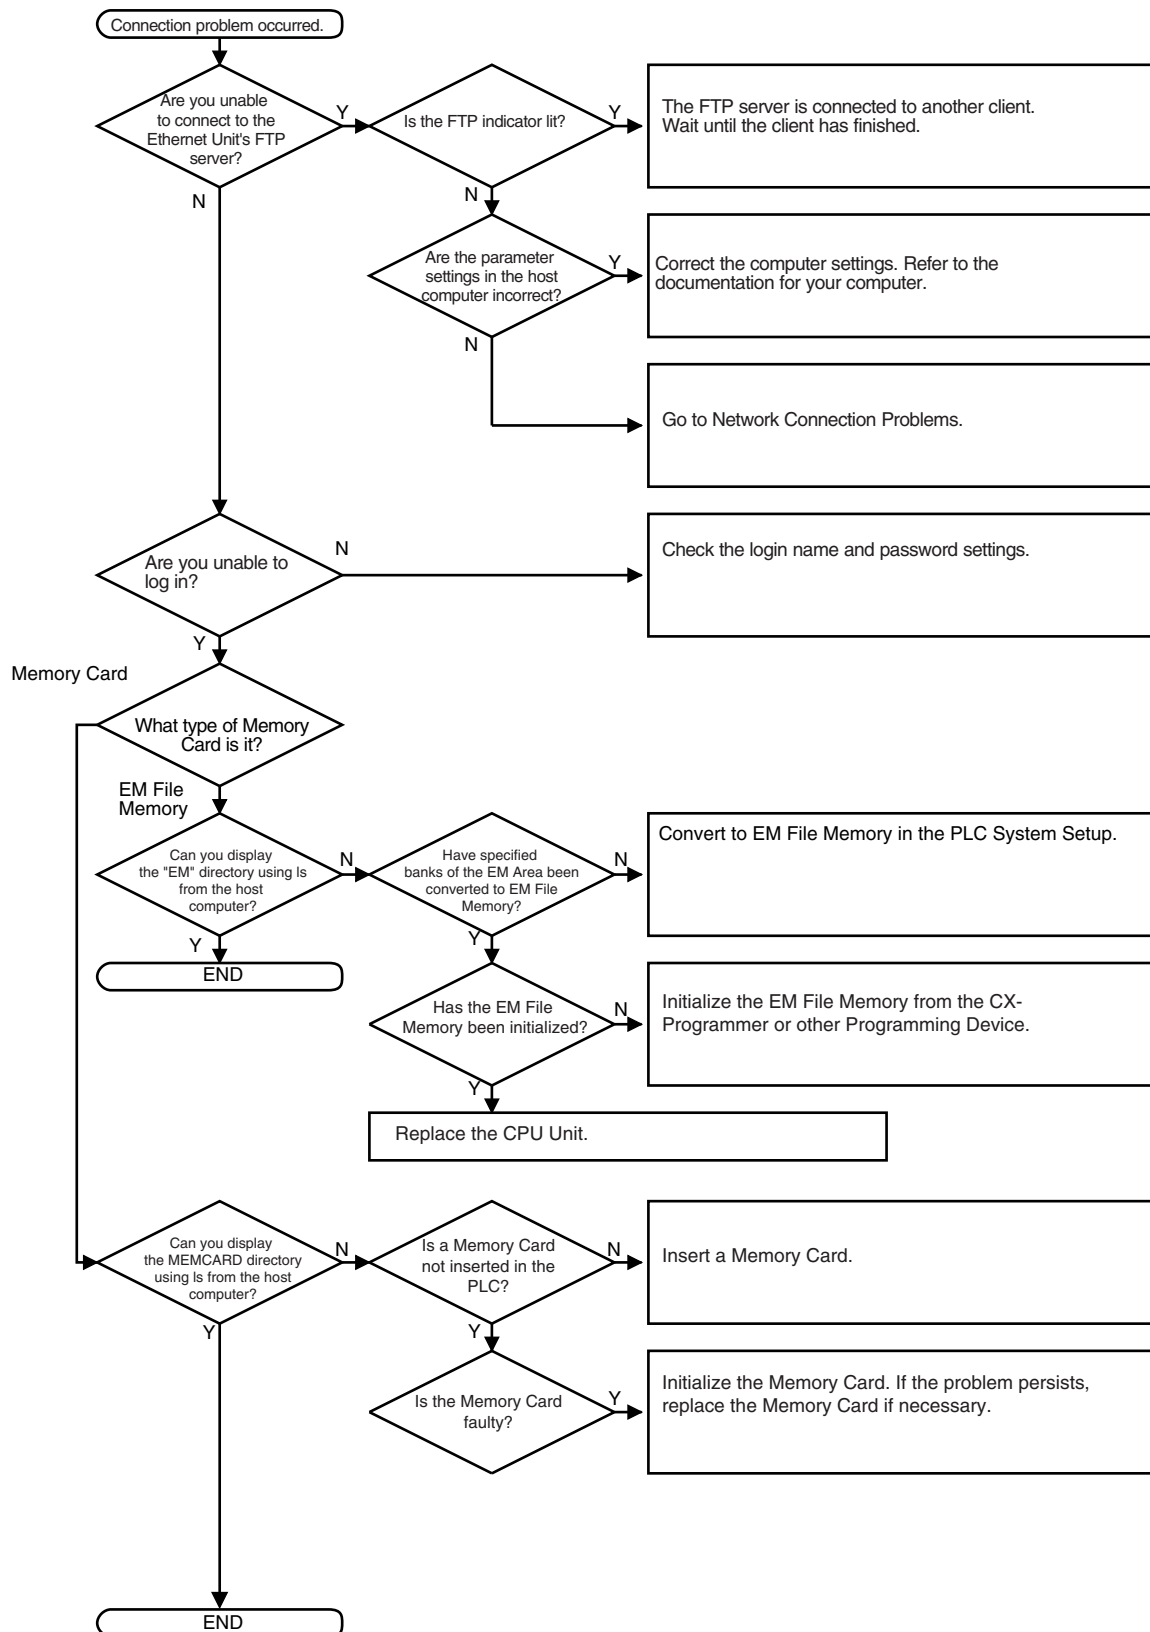 Connection problem occurred.
Are you unable
to connect to the
Ethernet Unit's FTP
server?
Y
Is the FTP indicator lit?
Y
The FTP server is connected to another client.
Wait until the client has finished.
N
N
Are the parameter
settings in the host
computer incorrect?
Y
Correct the computer settings. Refer to the
documentation for your computer.
N
Go to Network Connection Problems.
Are you unable to
log in?
N
Check the login name and password settings.
Y
Memory Card
What type of Memory
Card is it?
EM File
Memory
Can you display
the "EM" directory using ls
from the host
computer?
N
Have specified
banks of the EM Area been
converted to EM File
Memory?
N
Convert to EM File Memory in the PLC System Setup.
Y
END
Y
Has the EM File
Memory been initialized?
N
Initialize the EM File Memory from the CX-
Programmer or other Programming Device.
Y
Replace the CPU Unit.
Can you display
the MEMCARD directory
using ls from the host
computer?
N
Is a Memory Card
not inserted in the
PLC?
N
Insert a Memory Card.
Y
Y
Is the Memory Card
faulty?
Y
Initialize the Memory Card. If the problem persists,
replace the Memory Card if necessary.
END